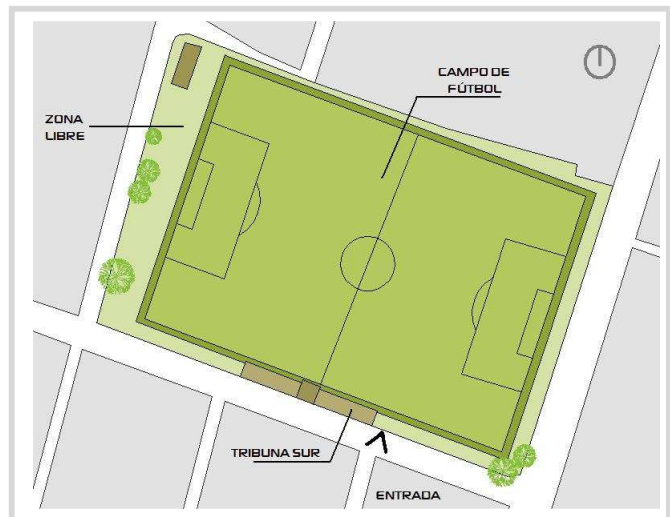 CAMPO DE
FÚTBOL
ZONA
LIBRE
TRIBUNA SUR
ENTRADA